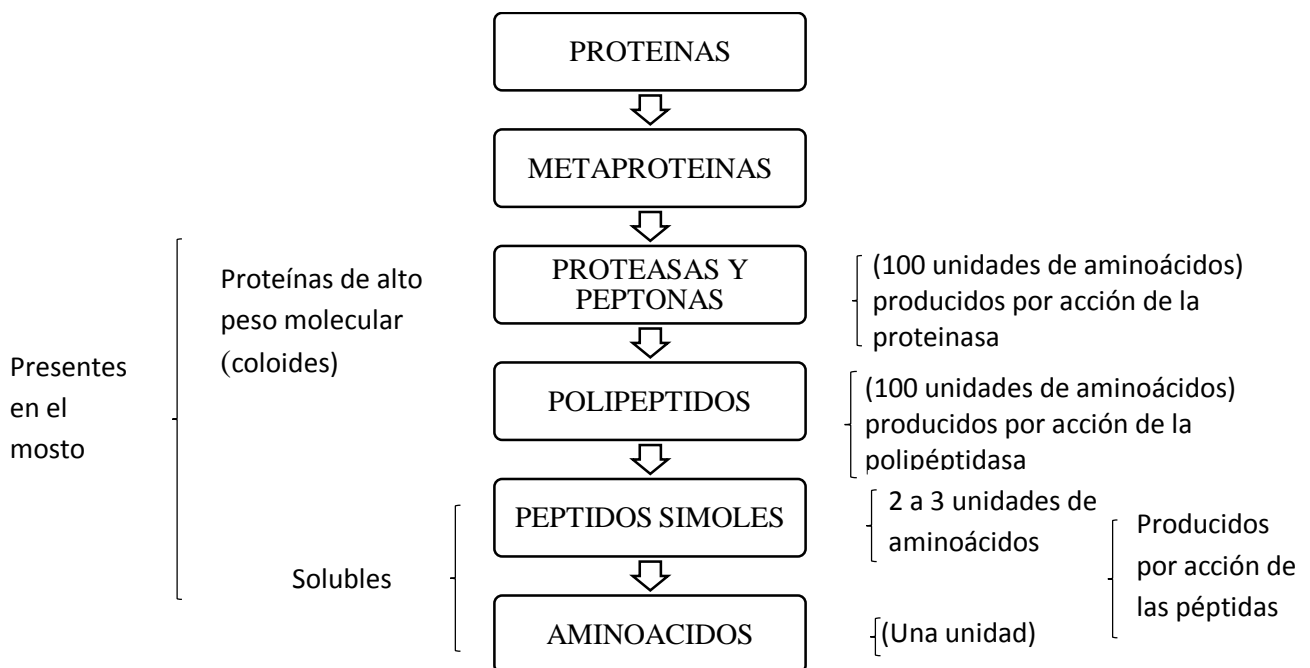 PROTEINAS
METAPROTEINAS
PROTEASAS Y
PEPTONAS
POLIPEPTIDOS
PEPTIDOS SIMOLES
AMINOACIDOS
Presentes
en el
mosto
Proteínas de alto
peso molecular
(coloides)
Solubles
(100 unidades de aminoácidos)
producidos por acción de la
proteinasa
(100 unidades de aminoácidos)
producidos por acción de la
polipéptidasa
2 a 3 unidades de
aminoácidos
(Una unidad)
Producidos
por acción de
las péptidas